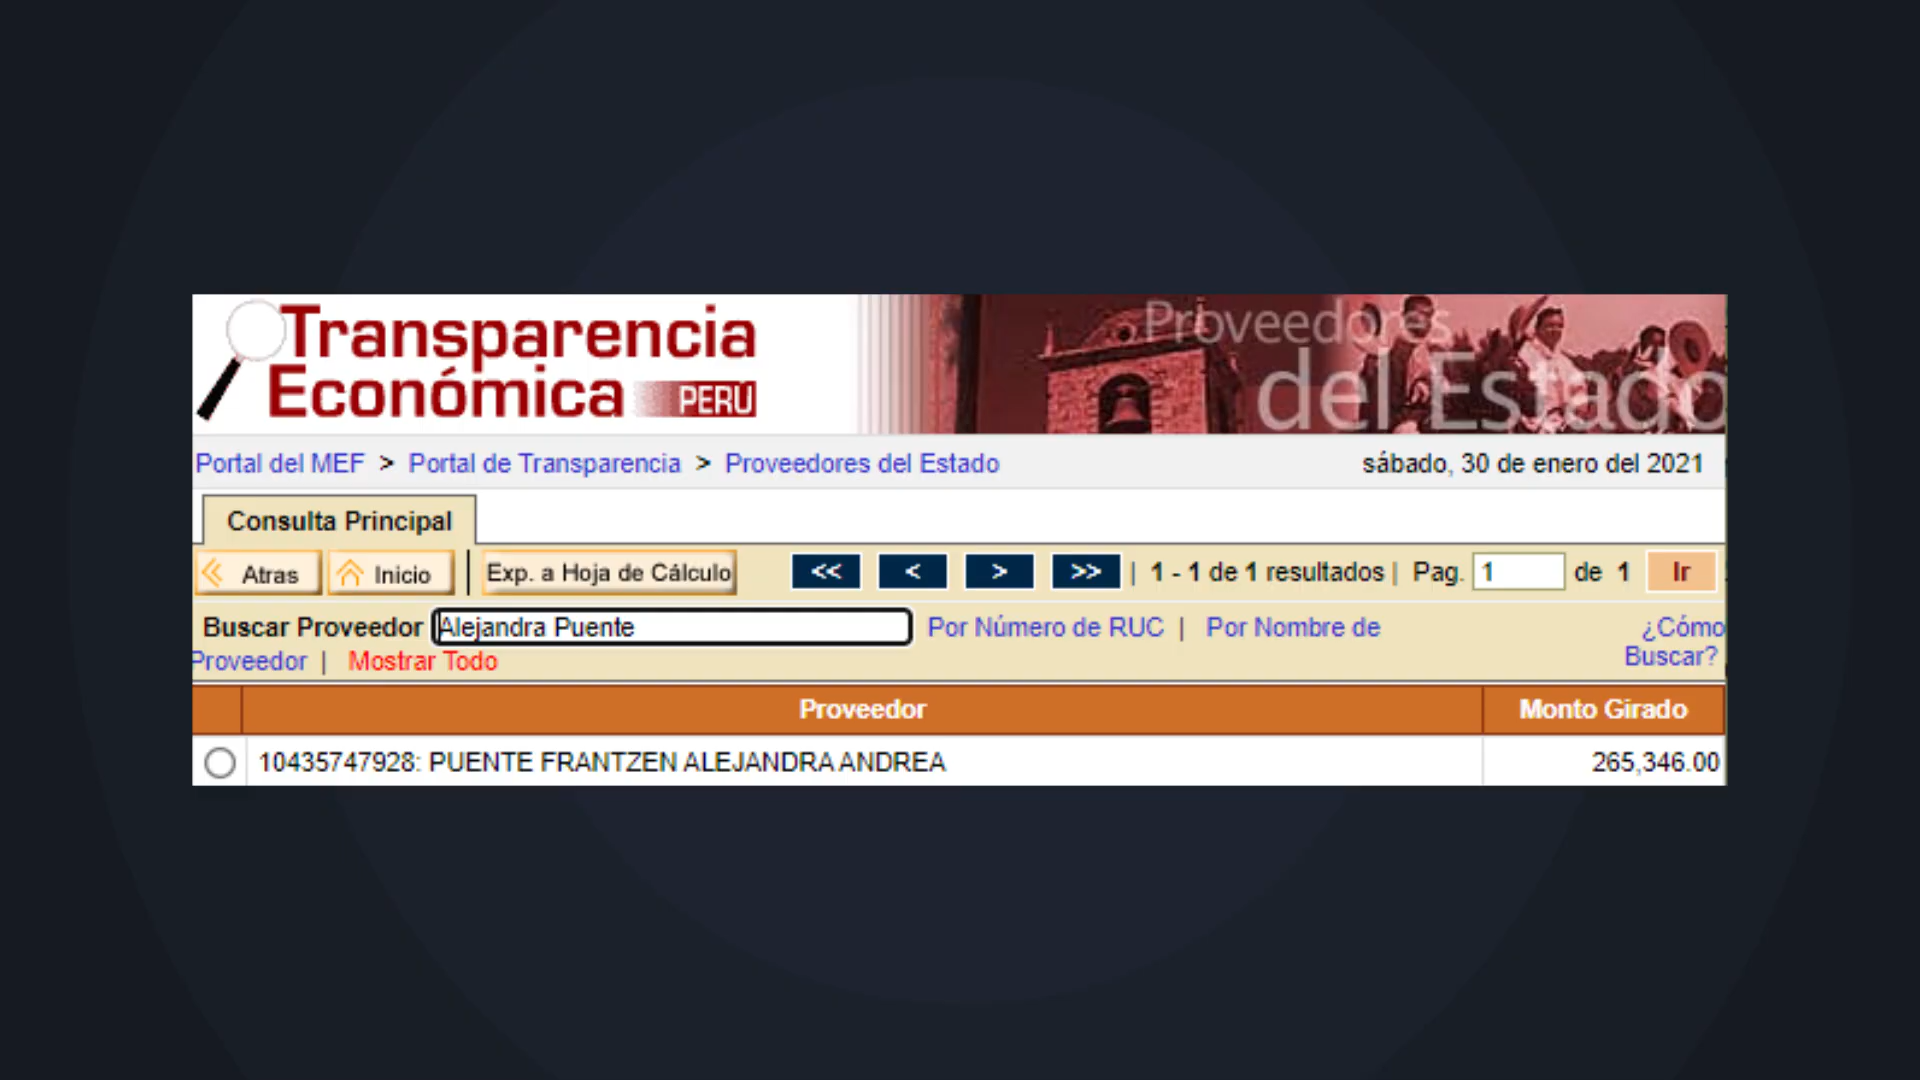 Transparencia
Económica PERU
Proveedores
del Estado
Portal del MEF > Portal de Transparencia > Proveedores del Estado
sábado, 30 de enero del 2021
Consulta Principal
Atras Inicio | Exp. a Hoja de Cálculo << < > >> | 1 - 1 de 1 resultados | Pag. 1 de 1 Ir
Buscar Proveedor Alejandra Puente Por Número de RUC | Por Nombre de
Proveedor | Mostrar Todo
¿Cómo
Buscar?
Proveedor Monto Girado
10435747928: PUENTE FRANTZEN ALEJANDRA ANDREA 265,346.00